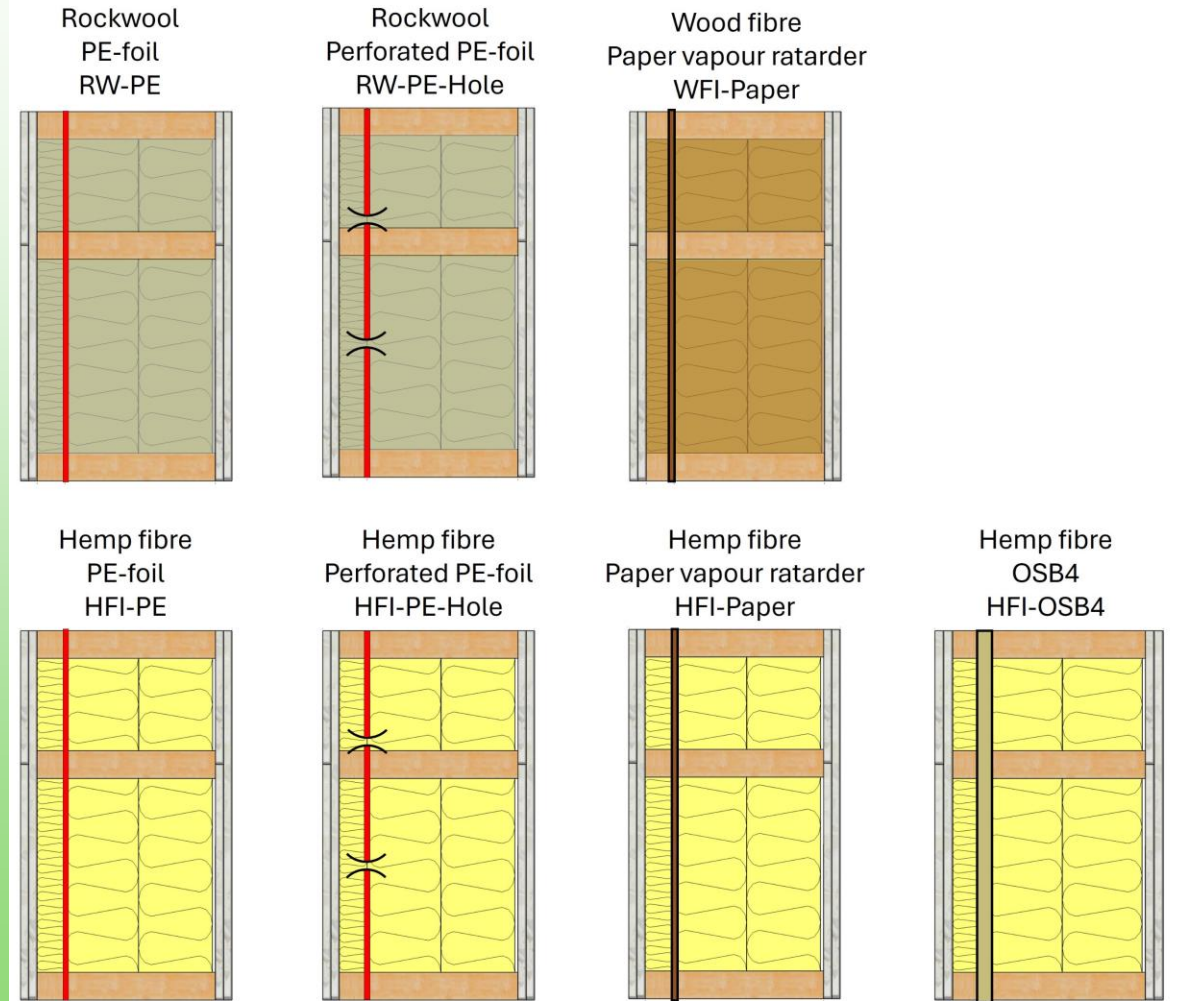 Rockwool
PE-foil
RW-PE
Rockwool
Perforated PE-foil
RW-PE-Hole
Wood fibre
Paper vapour ratarder
WFI-Paper
Hemp fibre
PE-foil
HFI-PE
Hemp fibre
Perforated PE-foil
HFI-PE-Hole
Hemp fibre
Paper vapour ratarder
HFI-Paper
Hemp fibre
OSB4
HFI-OSB4